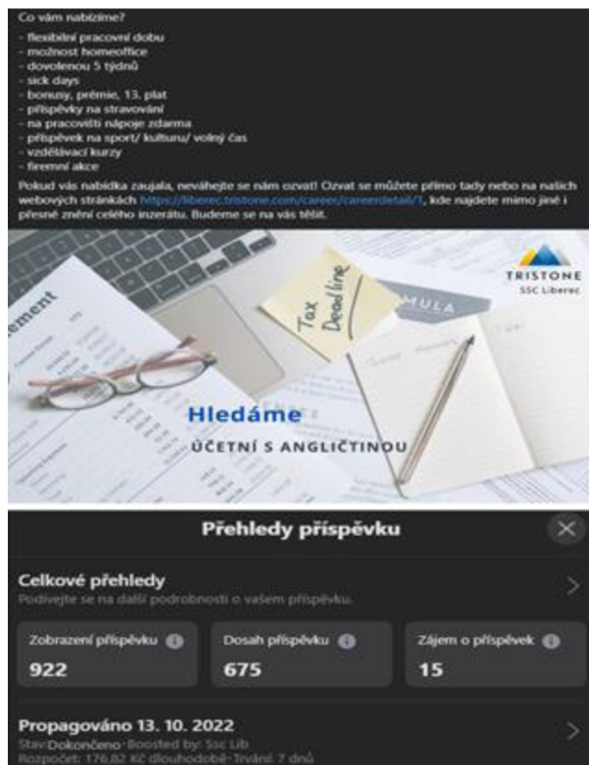 Co vám nabízíme?
- flexibilní pracovní dobu
- možnost homeoffice
- dovolenou 5 týdnů
- sick days
- bonusy, prémie, 13. plat
- příspěvky na stravování
- na pracovišti nápoje zdarma
- příspěvek na sport/ kulturu/ volný čas
- vzdělávací kurzy
- firemní akce
Pokud vás nabídka zaujala, neváhejte se nám ozvat! Ozvat se můžete přímo tady nebo na našich
webových stránkách https://liberec.tristone.com/career/careerdetail/1, kde najdete mimo jiné i
přesné znění celého inzerátu. Budeme se na vás těšit.
TRISTONE
SSC Liberec
Tax
Deadline
Hledáme
ÚČETNÍ S ANGLIČTINOU
Přehledy příspěvku
Celkové přehledy
Podívejte se na další podrobnosti o vašem příspěvku.
Zobrazení příspěvku
922
Dosah příspěvku
675
Zájem o příspěvek
15
Propagováno 13. 10. 2022
Stav:Dokončeno·Boosted by: Ssc Lib
Rozpočet: 176,82 Kč dlouhodobě·Trvání: 7 dnů